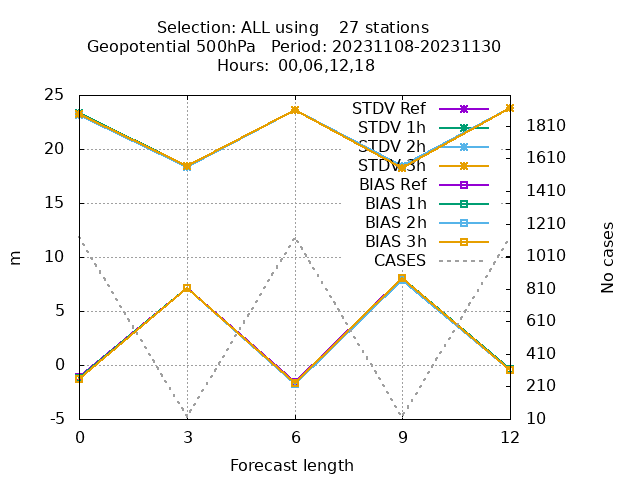 Selection: ALL using    27 stations
Geopotential 500hPa   Period: 20231108-20231130
Hours:  00,06,12,18
STDV Ref
STDV 1h
STDV 2h
STDV 3h
BIAS Ref
BIAS 1h
BIAS 2h
BIAS 3h
CASES
25
20
15
10
5
0
-5
m
1810
1610
1410
1210
1010
810
610
410
210
10
No cases
0
3
6
9
12
Forecast length